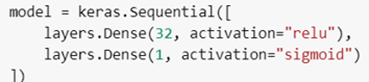 model = keras.Sequential([
    layers.Dense(32, activation="relu"),
    layers.Dense(1, activation="sigmoid")
])